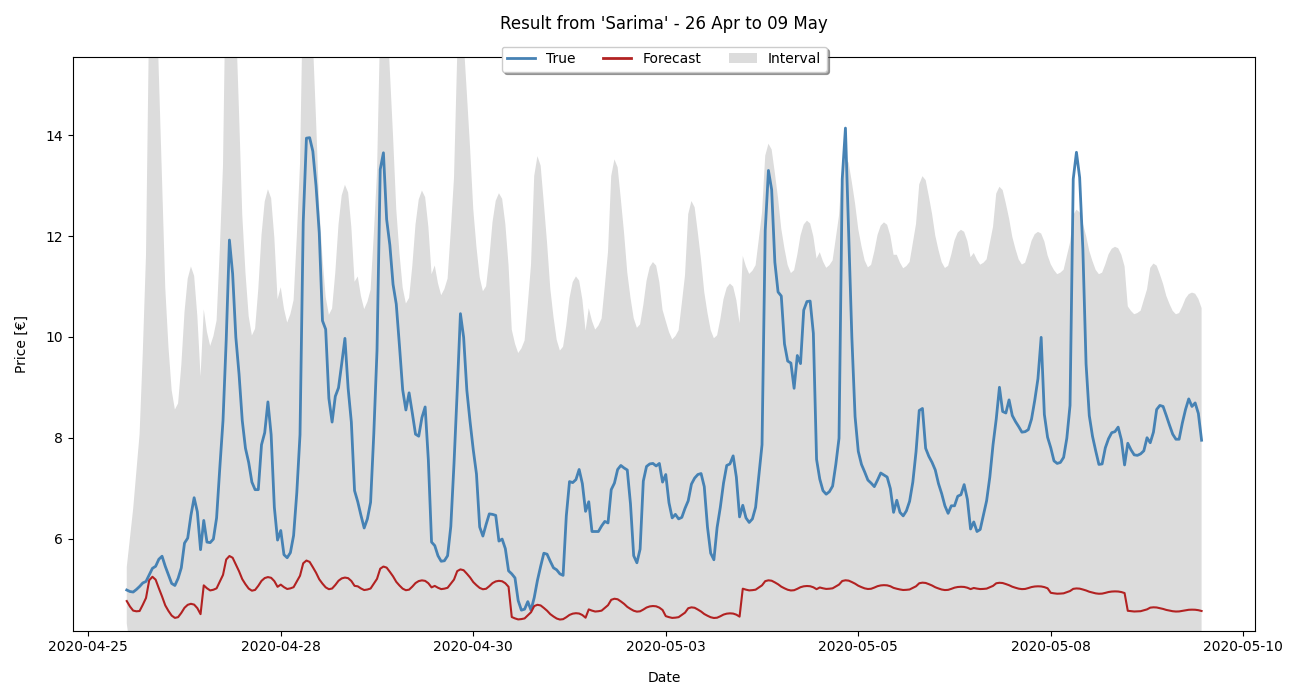 Result from 'Sarima' - 26 Apr to 09 May
True Forecast Interval
14
12
10
8
6
Price [€]
2020-04-25 2020-04-28 2020-04-30 2020-05-03 2020-05-05 2020-05-08 2020-05-10
Date